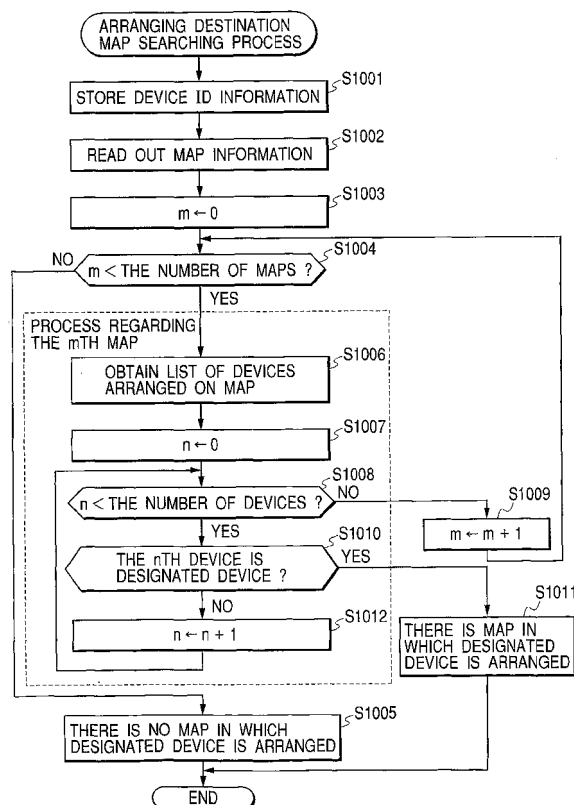 ARRANGING DESTINATION
MAP SEARCHING PROCESS
S1001
STORE DEVICE ID INFORMATION
S1002
READ OUT MAP INFORMATION
S1003
m ← 0
S1004
NO
m < THE NUMBER OF MAPS ?
YES
PROCESS REGARDING
THE mTH MAP
S1006
OBTAIN LIST OF DEVICES
ARRANGED ON MAP
S1007
n ← 0
S1008
n < THE NUMBER OF DEVICES ?
NO
S1009
m ← m + 1
YES
S1010
THE nTH DEVICE IS
DESIGNATED DEVICE ?
YES
NO
S1012
n ← n + 1
S1011
THERE IS MAP IN
WHICH DESIGNATED
DEVICE IS ARRANGED
S1005
THERE IS NO MAP IN WHICH
DESIGNATED DEVICE IS ARRANGED
END